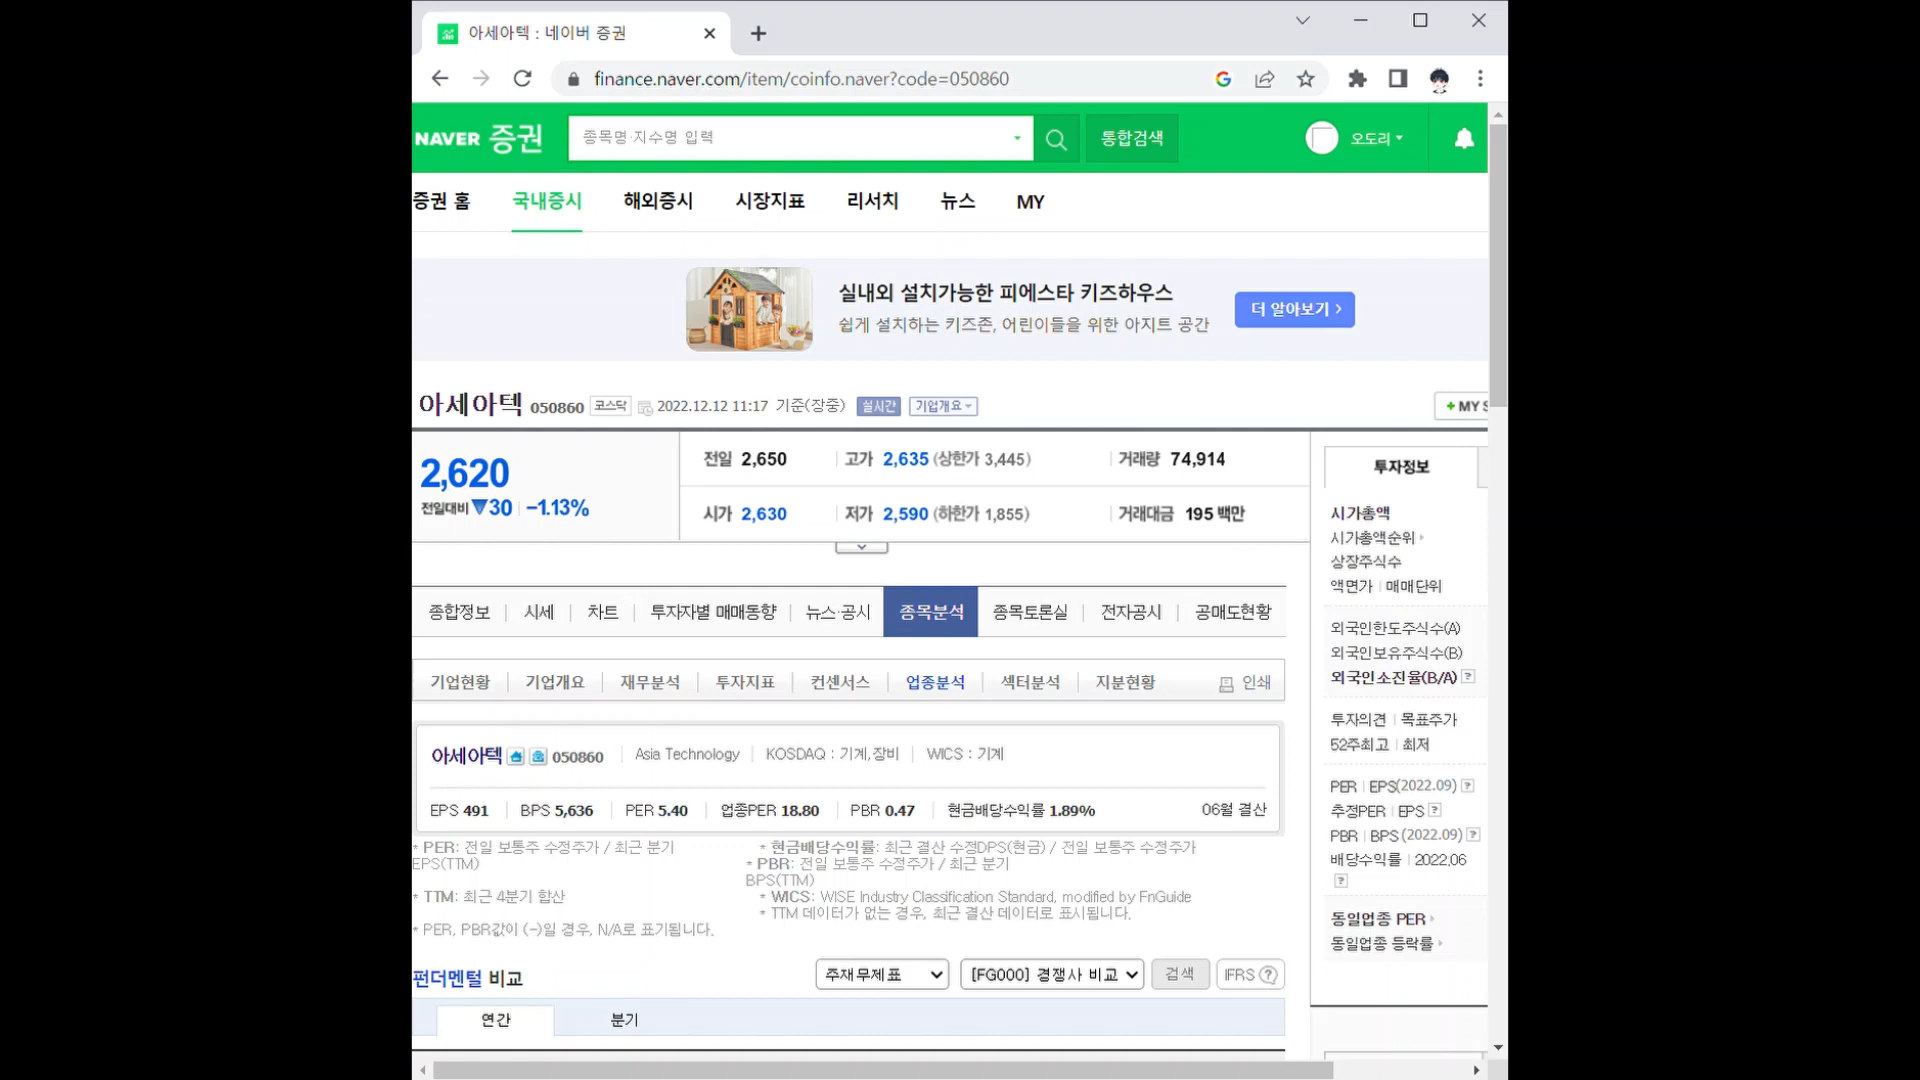 아세아텍 : 네이버 증권
finance.naver.com/item/coinfo.naver?code=050860
NAVER 증권 종목명·지수명 입력 통합검색 오도리
증권 홈 국내증시 해외증시 시장지표 리서치 뉴스 MY
실내외 설치가능한 피에스타 키즈하우스
쉽게 설치하는 키즈존, 어린이들을 위한 아지트 공간
더 알아보기
아세아텍 050860 코스닥 2022.12.12 11:17 기준(장중) 실시간 기업개요
+ MY
2,620
전일대비 ▼30 -1.13%
전일 2,650 고가 2,635 (상한가 3,445) 거래량 74,914
시가 2,630 저가 2,590 (하한가 1,855) 거래대금 195 백만
종합정보 시세 차트 투자자별 매매동향 뉴스·공시 종목분석 종목토론실 전자공시 공매도현황
기업현황 기업개요 재무분석 투자지표 컨센서스 업종분석 섹터분석 지분현황 인쇄
아세아텍 050860 Asia Technology KOSDAQ : 기계,장비 WICS : 기계
EPS 491 BPS 5,636 PER 5.40 업종PER 18.80 PBR 0.47 현금배당수익률 1.89% 06월 결산
* PER: 전일 보통주 수정주가 / 최근 분기
EPS(TTM)
* TTM: 최근 4분기 합산
* PER, PBR값이 (-)일 경우, N/A로 표기됩니다.
* 현금배당수익률: 최근 결산 수정DPS(현금) / 전일 보통주 수정주가
* PBR: 전일 보통주 수정주가 / 최근 분기
BPS(TTM)
* WICS: WISE Industry Classification Standard, modified by FnGuide
* TTM 데이터가 없는 경우, 최근 결산 데이터로 표시됩니다.
펀더멘털 비교 주재무제표 [FG000] 경쟁사 비교 검색 IFRS ?
연간 분기
투자정보
시가총액
시가총액순위
상장주식수
액면가 | 매매단위
외국인한도주식수(A)
외국인보유주식수(B)
외국인소진율(B/A) ?
투자의견 | 목표주가
52주최고 | 최저
PER | EPS(2022.09) ?
추정PER | EPS ?
PBR | BPS (2022.09) ?
배당수익률 | 2022.06
?
동일업종 PER
동일업종 등락률